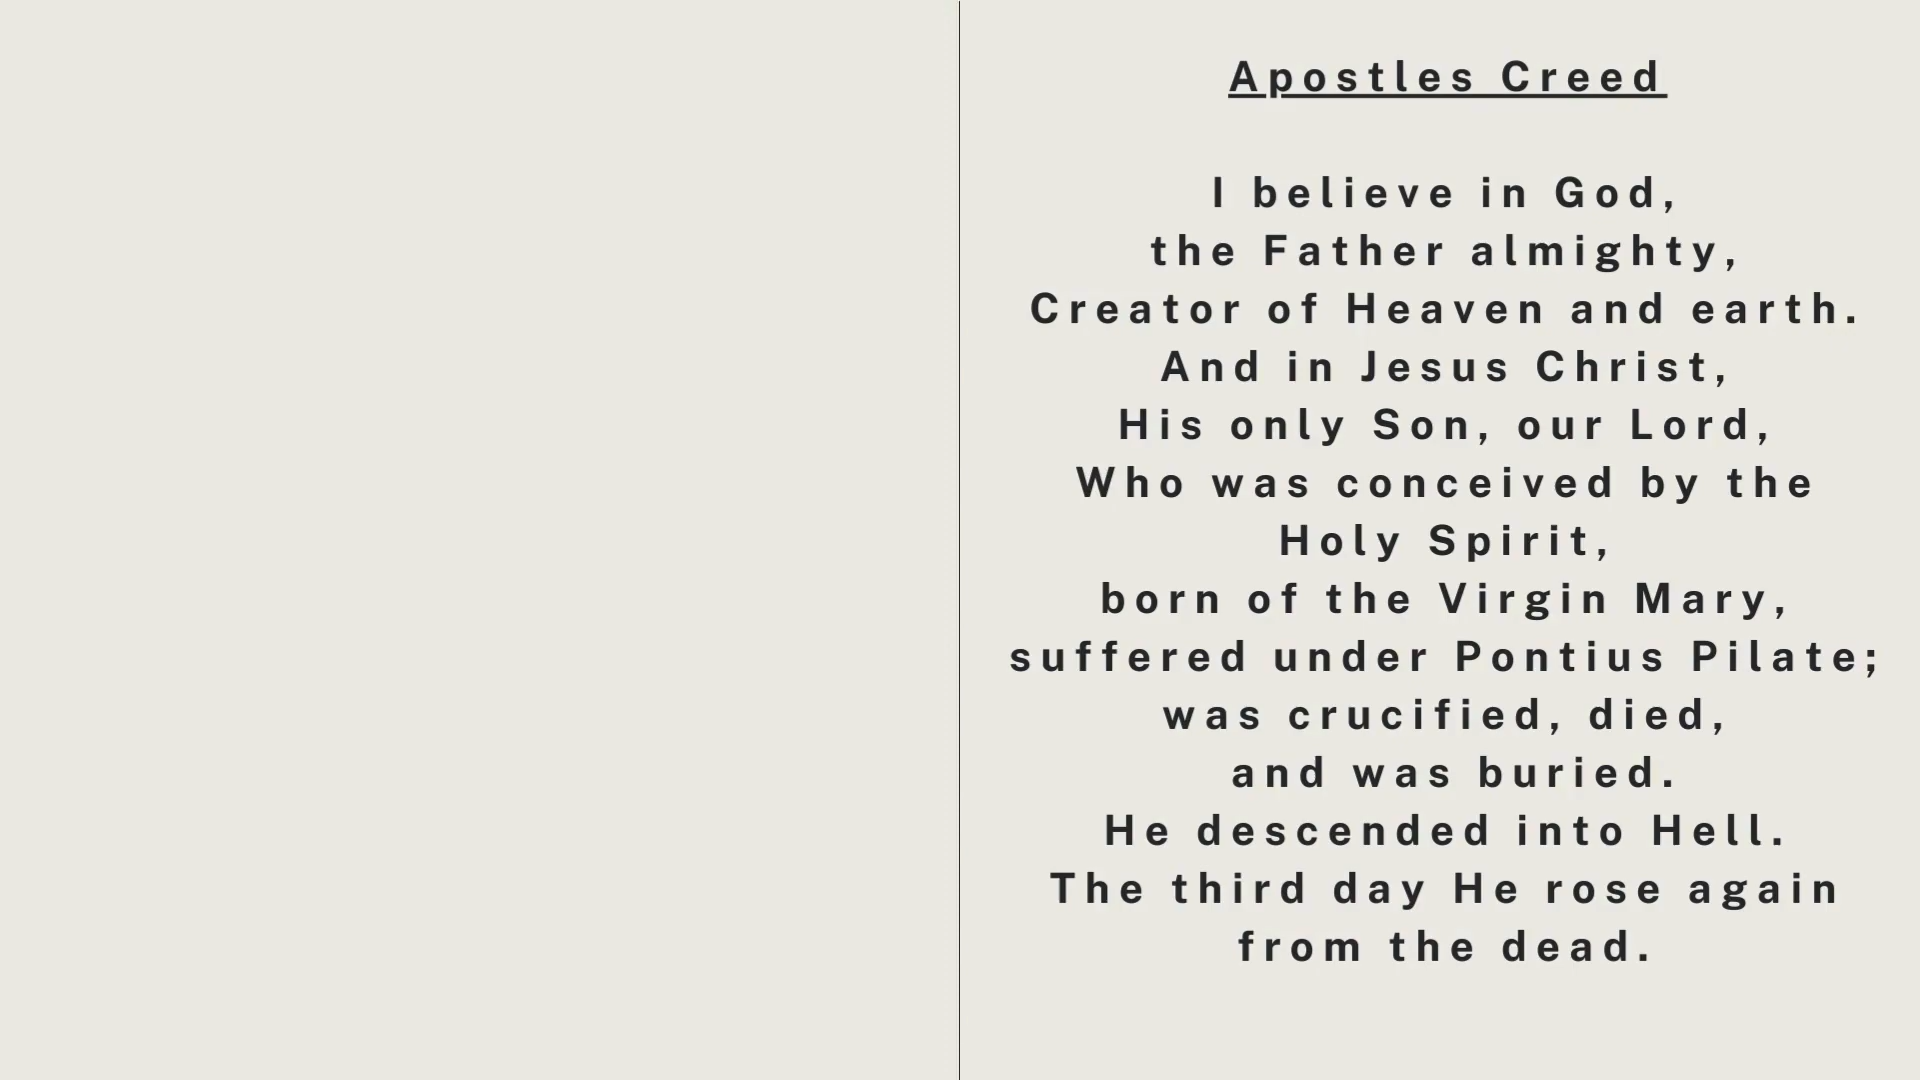 Apostles Creed
I believe in God,
the Father almighty,
Creator of Heaven and earth.
And in Jesus Christ,
His only Son, our Lord,
Who was conceived by the
Holy Spirit,
born of the Virgin Mary,
suffered under Pontius Pilate;
was crucified, died,
and was buried.
He descended into Hell.
The third day He rose again
from the dead.